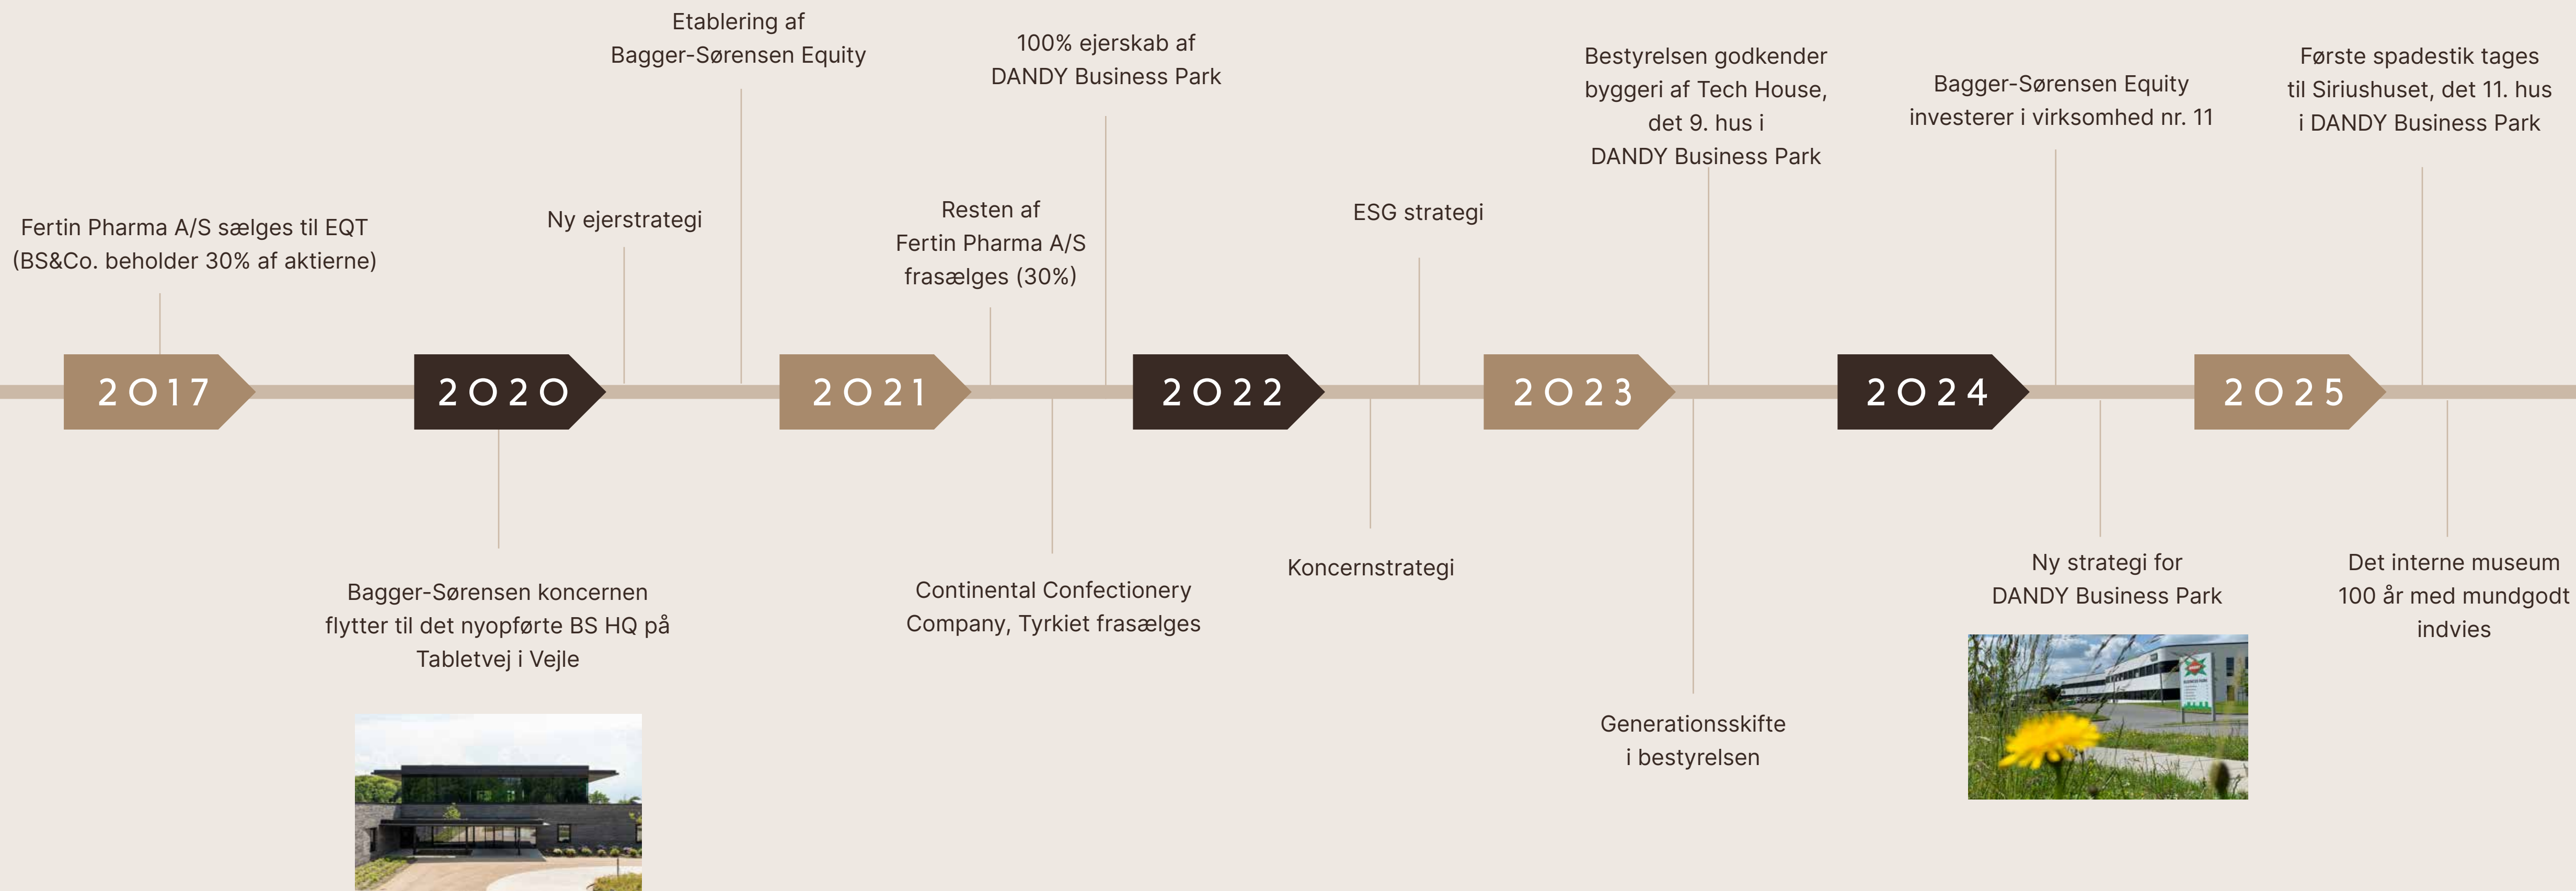 Fertin Pharma A/S sælges til EQT
(BS&Co. beholder 30% af aktierne)
2017
2020
Bagger-Sørensen koncernen
flytter til det nyopførte BS HQ på
Tabletvej i Vejle
Ny ejerstrategi
Etablering af
Bagger-Sørensen Equity
2021
Resten af
Fertin Pharma A/S
frasælges (30%)
Continental Confectionery
Company, Tyrkiet frasælges
100% ejerskab af
DANDY Business Park
2022
Koncernstrategi
ESG strategi
2023
Generationsskifte
i bestyrelsen
Bestyrelsen godkender
byggeri af Tech House,
det 9. hus i
DANDY Business Park
2024
Bagger-Sørensen Equity
investerer i virksomhed nr. 11
Ny strategi for
DANDY Business Park
2025
Første spadestik tages
til Siriushuset, det 11. hus
i DANDY Business Park
Det interne museum
100 år med mundgodt
indvies